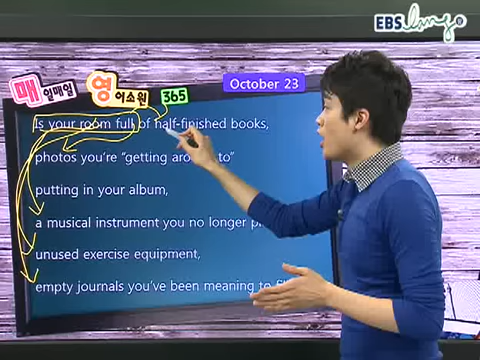 EBS lang
매일매일 영어소원 365
October 23
Is your room full of half-finished books,
photos you're "getting to"
putting in your album,
a musical instrument you no longer
unused exercise equipment,
empty journals you've been meaning to